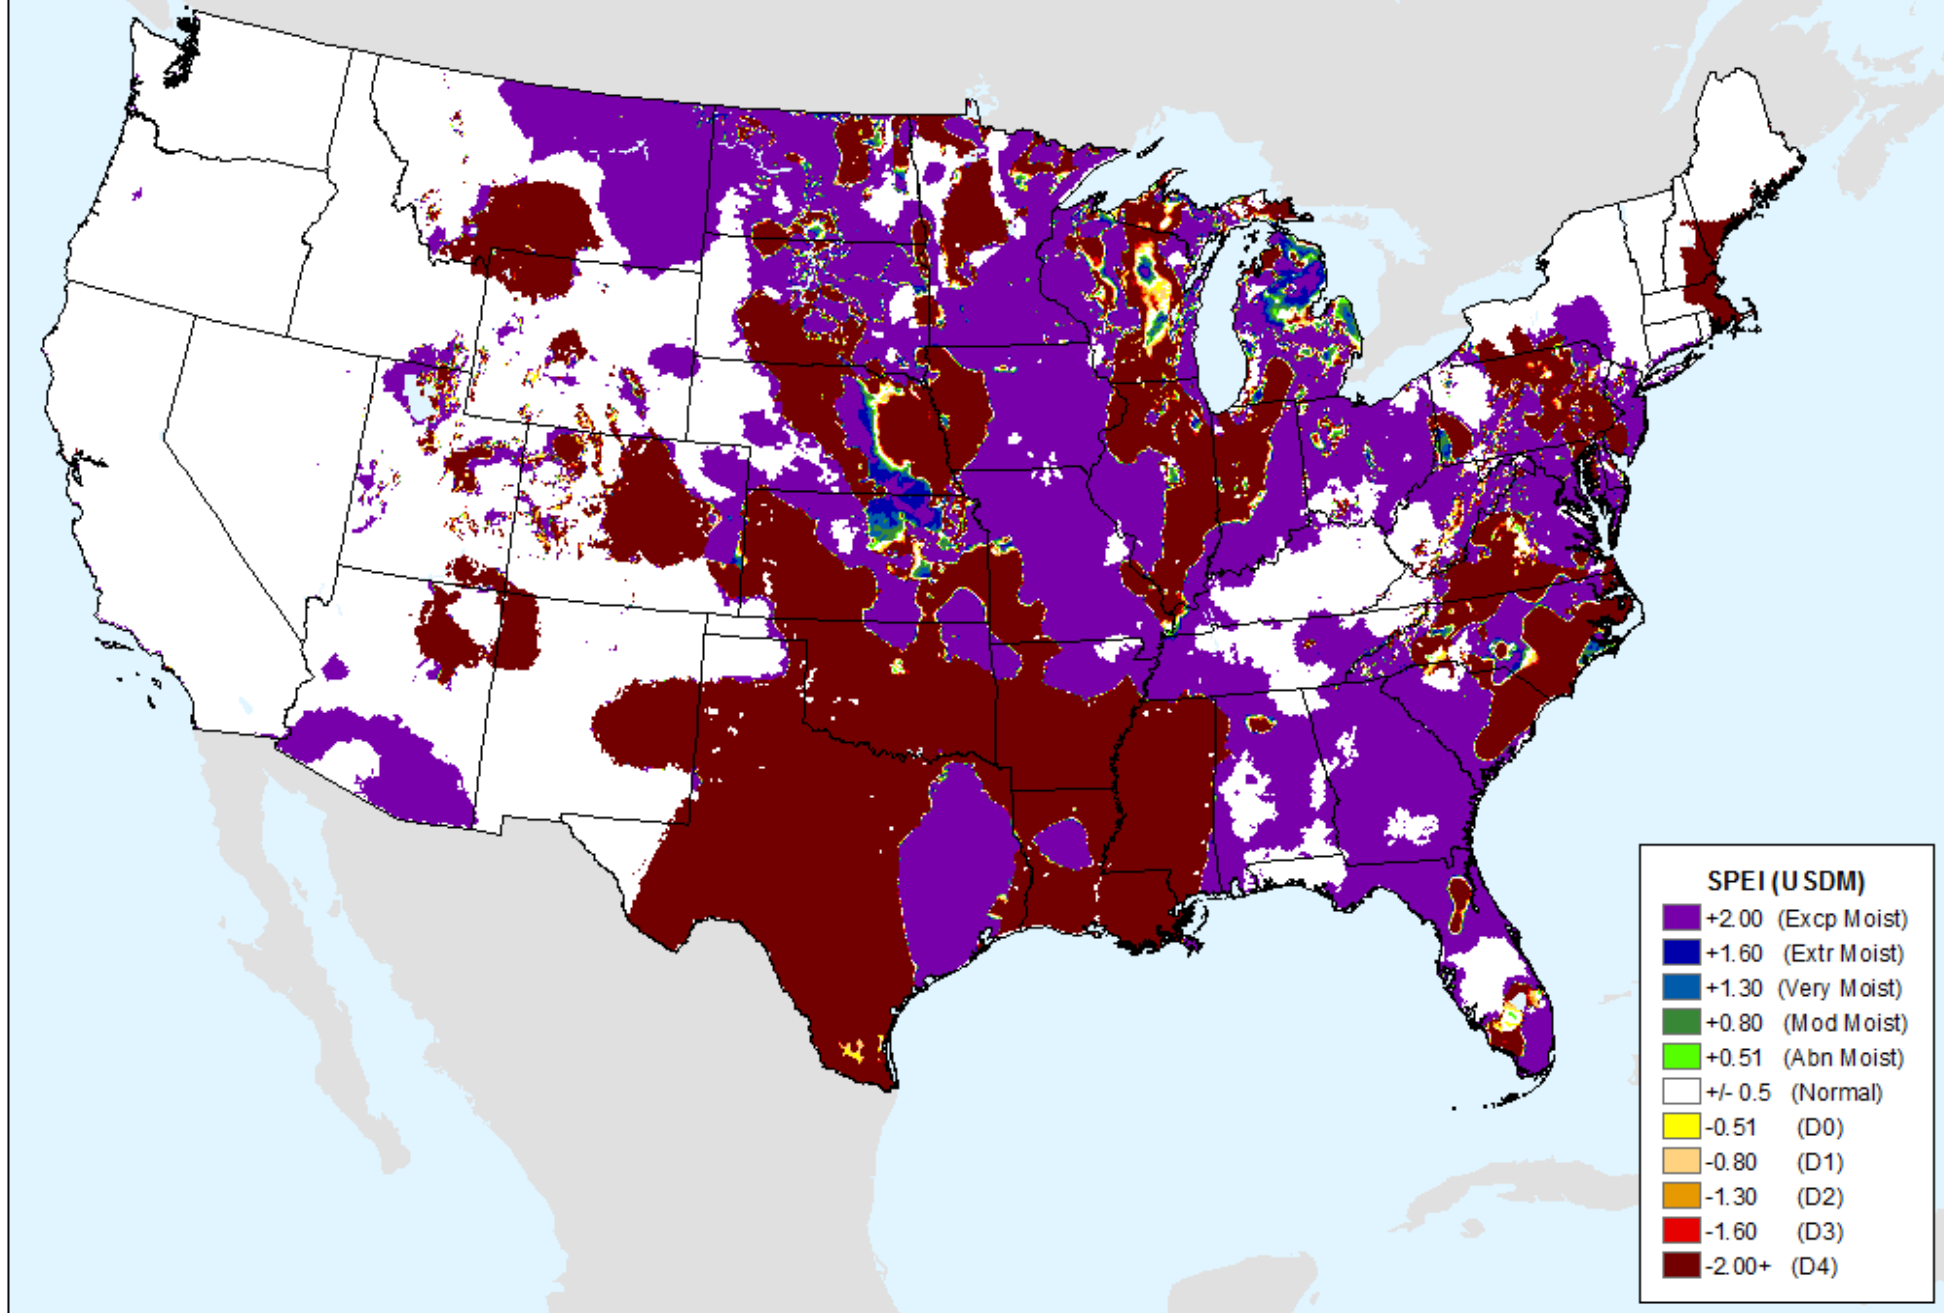 SPEI (USDM)
+2.00 (Excp Moist)
+1.60 (Extr Moist)
+1.30 (Very Moist)
+0.80 (Mod Moist)
+0.51 (Abn Moist)
+/- 0.5 (Normal)
-0.51 (D0)
-0.80 (D1)
-1.30 (D2)
-1.60 (D3)
-2.00+ (D4)